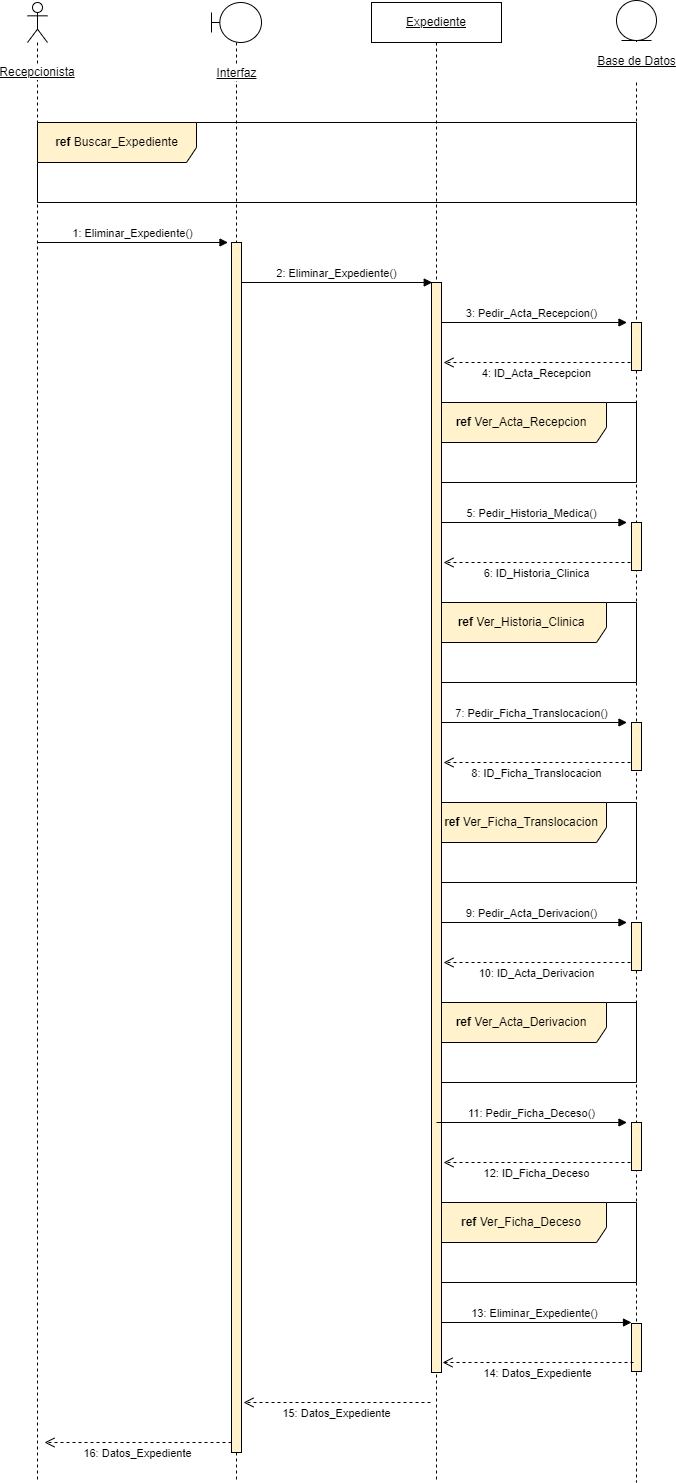 Recepcionista
Interfaz
Expediente
Base de Datos
ref Buscar_Expediente
1: Eliminar_Expediente()
2: Eliminar_Expediente()
3: Pedir_Acta_Recepcion()
4: ID_Acta_Recepcion
ref Ver_Acta_Recepcion
5: Pedir_Historia_Medica()
6: ID_Historia_Clinica
ref Ver_Historia_Clinica
7: Pedir_Ficha_Translocacion()
8: ID_Ficha_Translocacion
ref Ver_Ficha_Translocacion
9: Pedir_Acta_Derivacion()
10: ID_Acta_Derivacion
ref Ver_Acta_Derivacion
11: Pedir_Ficha_Deceso()
12: ID_Ficha_Deceso
ref Ver_Ficha_Deceso
13: Eliminar_Expediente()
14: Datos_Expediente
15: Datos_Expediente
16: Datos_Expediente